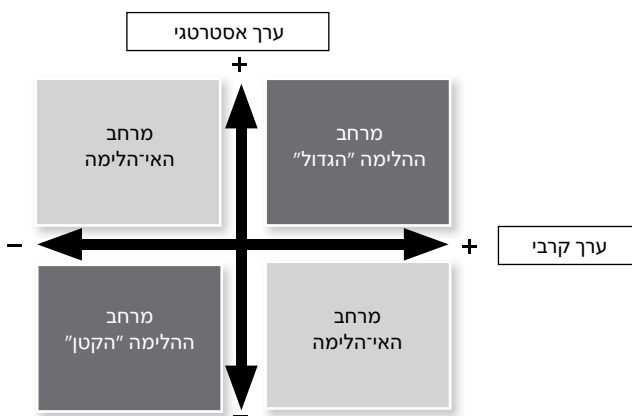 ערך אסטרטגי
+
מרחב
ההלימה "הגדול"
מרחב
האי־הלימה
+
ערך קרבי
–
מרחב
האי־הלימה
מרחב
ההלימה "הקטן"
–